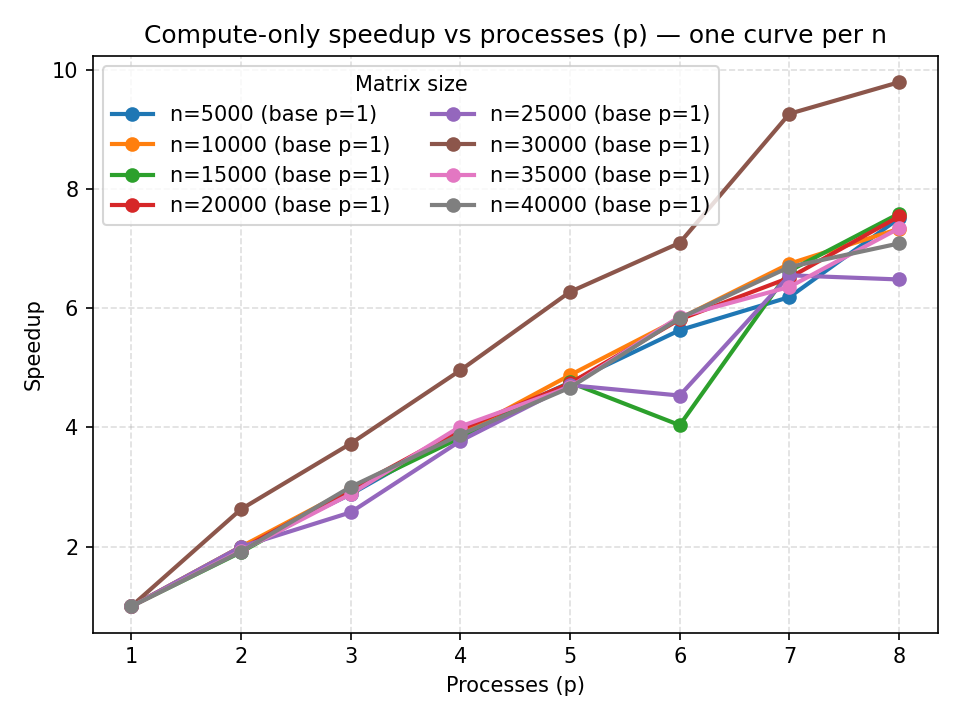 Compute-only speedup vs processes (p) — one curve per n
Matrix size
n=5000 (base p=1)
n=10000 (base p=1)
n=15000 (base p=1)
n=20000 (base p=1)
n=25000 (base p=1)
n=30000 (base p=1)
n=35000 (base p=1)
n=40000 (base p=1)
Speedup
10
8
6
4
2
1 2 3 4 5 6 7 8
Processes (p)